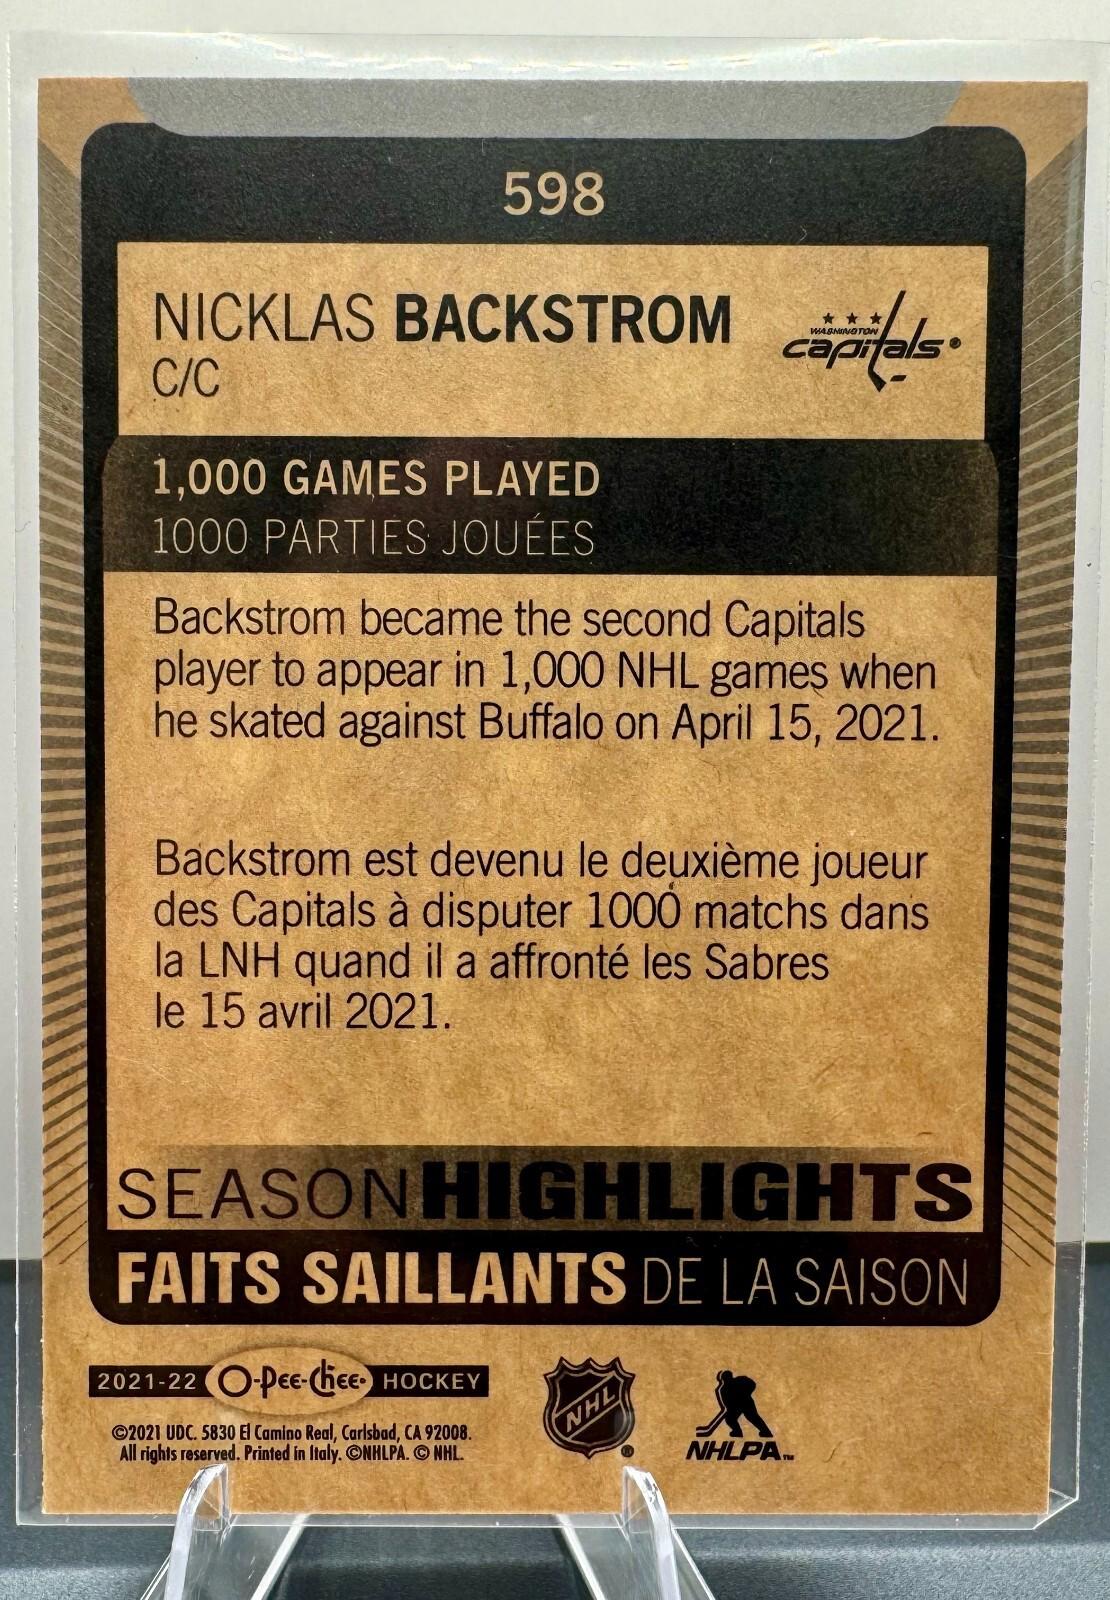 598
NICKLAS BACKSTROM
C/C
WASHINGTON
capitals®
1,000 GAMES PLAYED
1000 PARTIES JOUÉES
Backstrom became the second Capitals
player to appear in 1,000 NHL games when
he skated against Buffalo on April 15, 2021.
Backstrom est devenu le deuxième joueur
des Capitals à disputer 1000 matchs dans
la LNH quand il a affronté les Sabres
le 15 avril 2021.
SEASON HIGHLIGHTS
FAITS SAILLANTS DE LA SAISON
2021-22 O-Pee-Chee HOCKEY
©2021 UDC. 5830 El Camino Real, Carlsbad, CA 92008.
All rights reserved. Printed in Italy. ©NHLPA. © NHL.
NHL®
NHLPA™